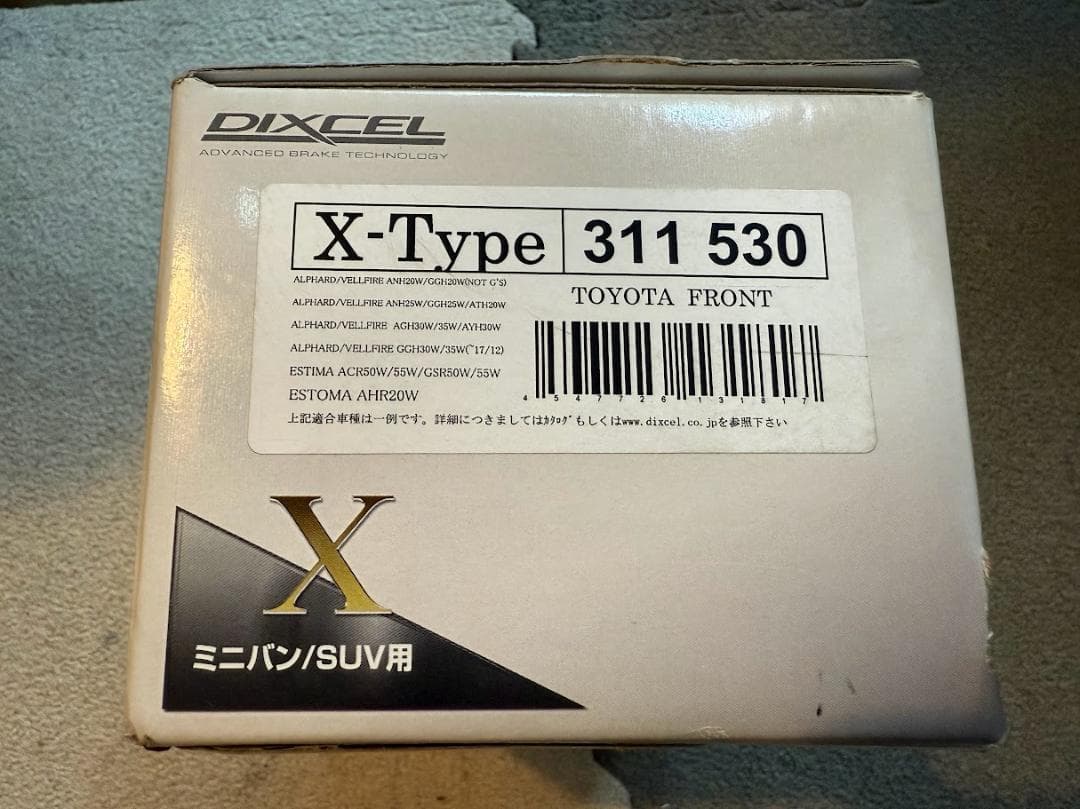 DIXCEL
ADVANCED BRAKE TECHNOLOGY
X-Type 311 530
ALPHARD/VELLFIRE ANH20W/GGH20W(NOT G'S)
TOYOTA FRONT
ALPHARD/VELLFIRE ANH25W/GGH25W/ATH20W
ALPHARD/VELLFIRE AGH30W/35W/AYH30W
ALPHARD/VELLFIRE GGH30W/35W(~17/12)
ESTIMA ACR50W/55W/GSR50W/55W
ESTOMA AHR20W
4547726131817
上記適合車種は一例です。詳細につきましてはｶﾀﾛｸﾞもしくはwww.dixcel.co.jpを参照下さい
X
ミニバン/SUV用